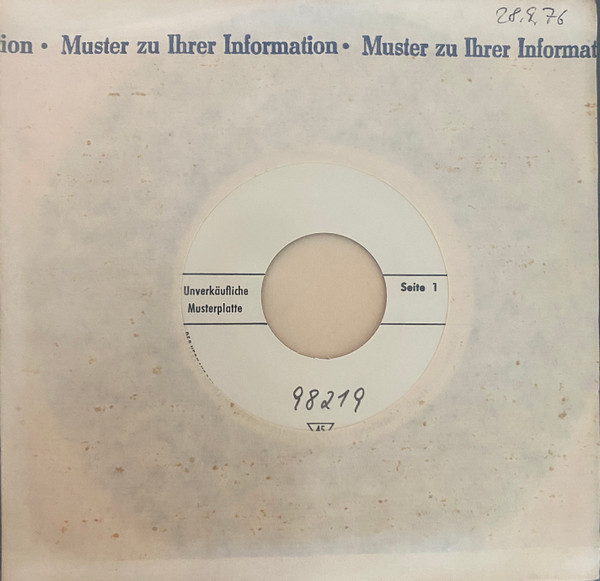 28.9.76
ion • Muster zu Ihrer Information • Muster zu Ihrer Informat
Unverkäufliche
Musterplatte
Seite 1
98219
45